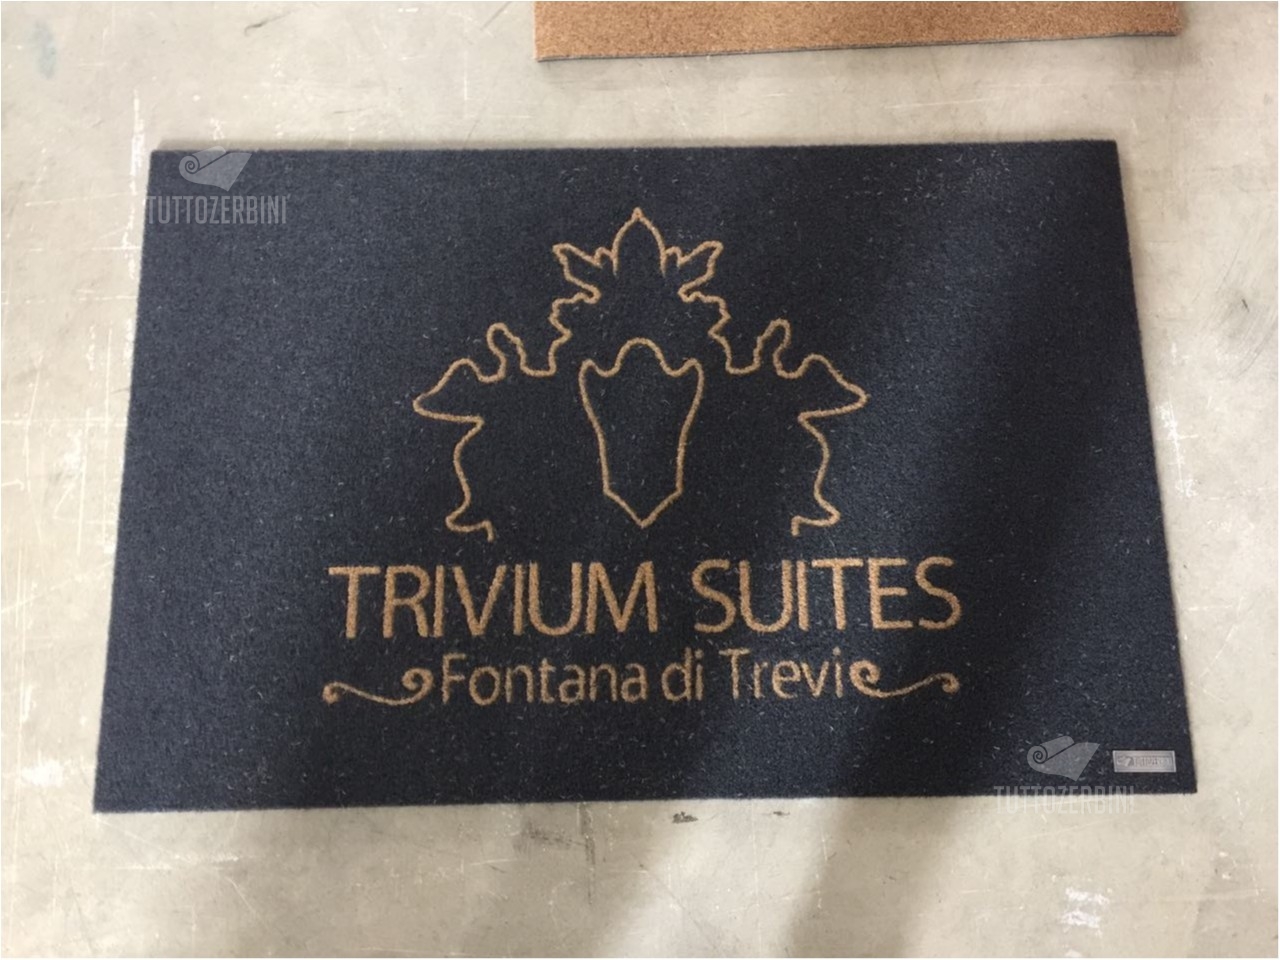 TUTTOZERBINI
TRIVIUM SUITES
Fontana di Trevi
TUTTOZERBINI